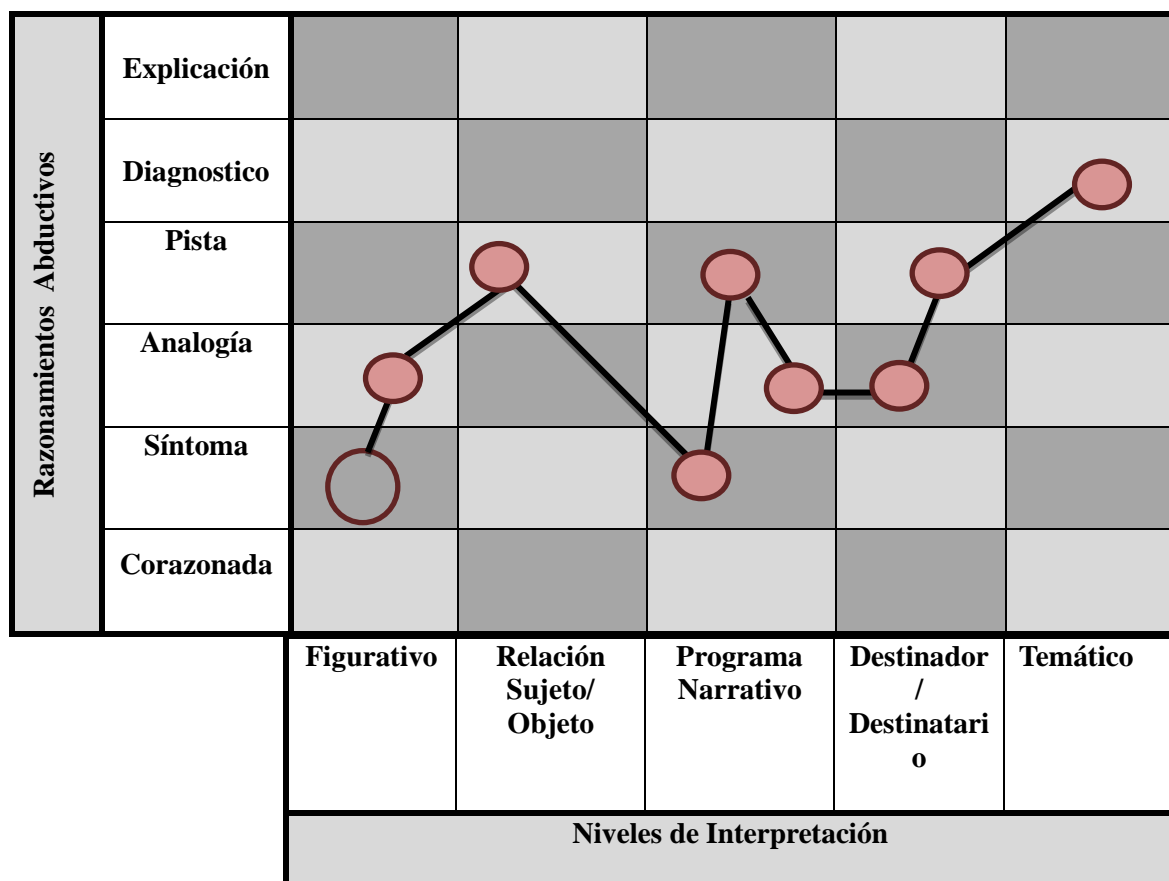 Razonamientos Abductivos
Explicación
Diagnostico
Pista
Analogía
Síntoma
Corazonada
Figurativo
Relación
Sujeto/
Objeto
Programa
Narrativo
Destinador
/
Destinatari
o
Temático
Niveles de Interpretación